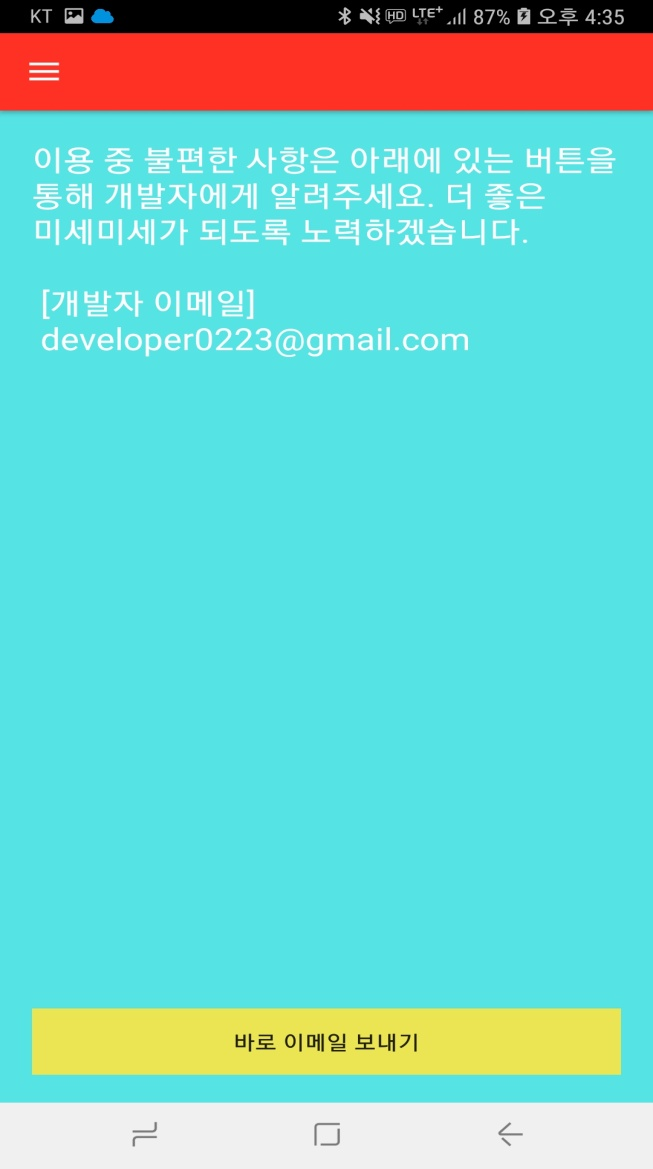 KT HD LTE+ 87% 오후 4:35
이용 중 불편한 사항은 아래에 있는 버튼을
통해 개발자에게 알려주세요. 더 좋은
미세미세가 되도록 노력하겠습니다.
[개발자 이메일]
developer0223@gmail.com
바로 이메일 보내기